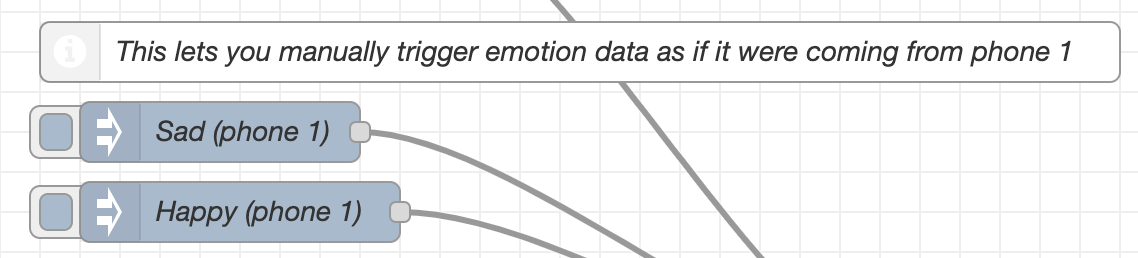 This lets you manually trigger emotion data as if it were coming from phone 1
Sad (phone 1)
Happy (phone 1)